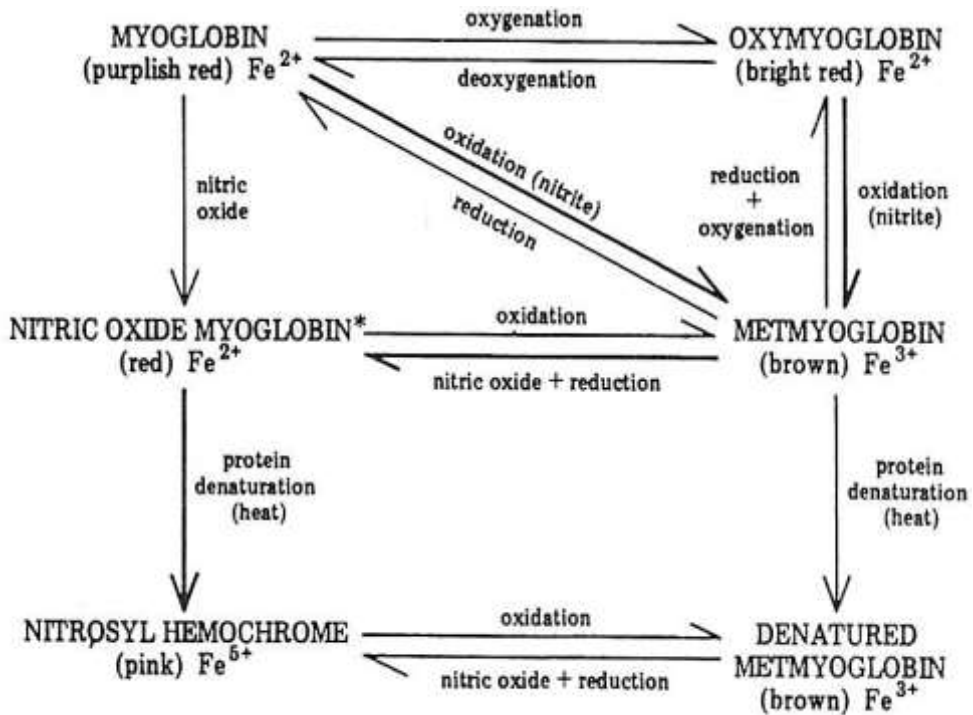 oxygenation
MYOGLOBIN
(purplish red) Fe2+
OXYMYOGLOBIN
(bright red) Fe2+
deoxygenation
oxidation (nitrite)
reduction
nitric
oxide
reduction
+
oxygenation
oxidation
(nitrite)
NITRIC OXIDE MYOGLOBIN*
(red) Fe2+
oxidation
nitric oxide + reduction
METMYOGLOBIN
(brown) Fe3+
protein
denaturation
(heat)
protein
denaturation
(heat)
NITROSYL HEMOCHROME
(pink) Fe5+
oxidation
nitric oxide + reduction
DENATURED
METMYOGLOBIN
(brown) Fe3+